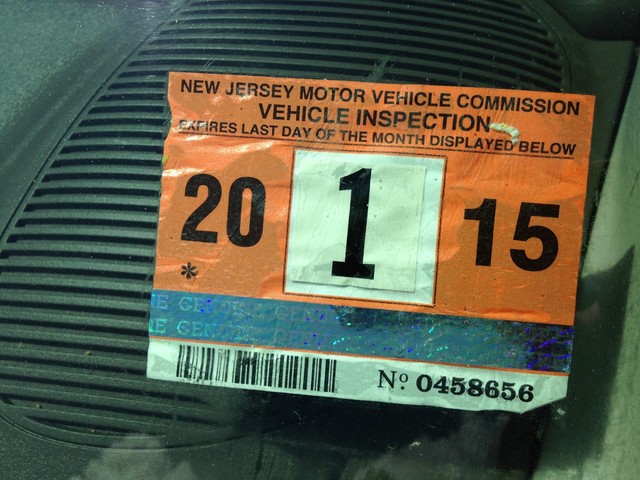 NEW JERSEY MOTOR VEHICLE COMMISSION
VEHICLE INSPECTION
EXPIRES LAST DAY OF THE MONTH DISPLAYED BELOW
20 1 15
*
GENUINE
Nº 0458656